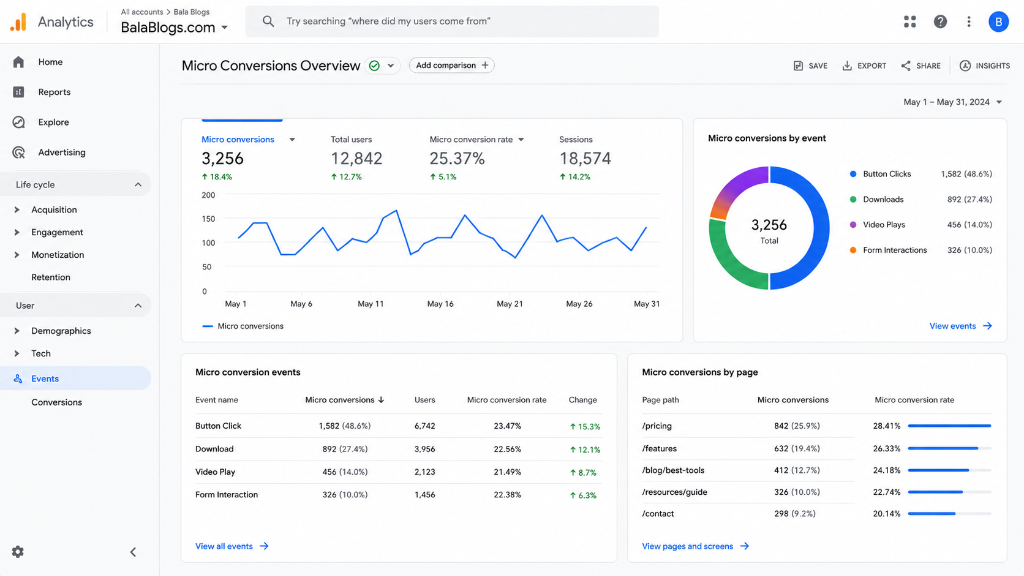 Analytics
All accounts > Bala Blogs
BalaBlogs.com
Try searching "where did my users come from"
B
Home
Reports
Explore
Advertising
Life cycle
Acquisition
Engagement
Monetization
Retention
User
Demographics
Tech
Events
Conversions
Micro Conversions Overview
Add comparison +
SAVE
EXPORT
SHARE
INSIGHTS
May 1 – May 31, 2024
Micro conversions Total users Micro conversion rate Sessions
3,256 12,842 25.37% 18,574
↑ 18.4% ↑ 12.7% ↑ 5.1% ↑ 14.2%
200
150
100
50
0
May 1 May 6 May 11 May 16 May 21 May 26 May 31
Micro conversions
Micro conversions by event
3,256
Total
Button Clicks 1,582 (48.6%)
Downloads 892 (27.4%)
Video Plays 456 (14.0%)
Form Interactions 326 (10.0%)
View events →
Micro conversion events
Event name Micro conversions ↓ Users Micro conversion rate Change
Button Click 1,582 (48.6%) 6,742 23.47% ↑ 15.3%
Download 892 (27.4%) 3,956 22.56% ↑ 12.1%
Video Play 456 (14.0%) 2,123 21.49% ↑ 8.7%
Form Interaction 326 (10.0%) 1,456 22.38% ↑ 6.3%
View all events →
Micro conversions by page
Page path Micro conversions Micro conversion rate
/pricing 842 (25.9%) 28.41%
/features 632 (19.4%) 26.33%
/blog/best-tools 412 (12.7%) 24.18%
/resources/guide 326 (10.0%) 22.74%
/contact 298 (9.2%) 20.14%
View pages and screens →